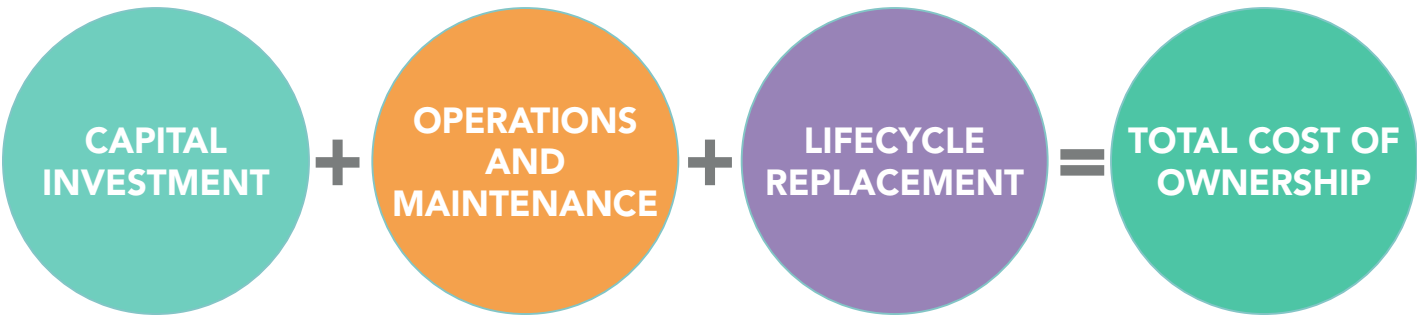 CAPITAL
INVESTMENT
+
OPERATIONS
AND
MAINTENANCE
+
LIFECYCLE
REPLACEMENT
=
TOTAL COST OF
OWNERSHIP